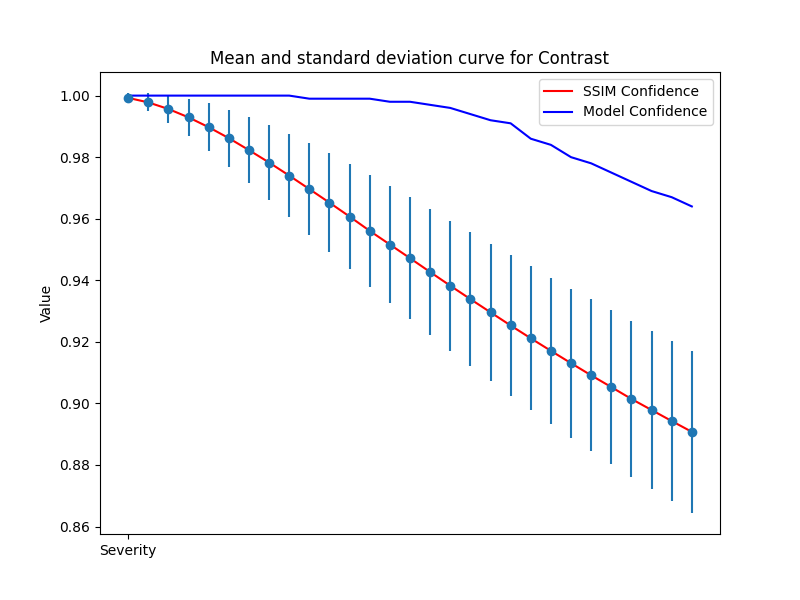 Mean and standard deviation curve for Contrast
SSIM Confidence
Model Confidence
1.00
0.98
0.96
0.94
0.92
0.90
0.88
0.86
Value
Severity